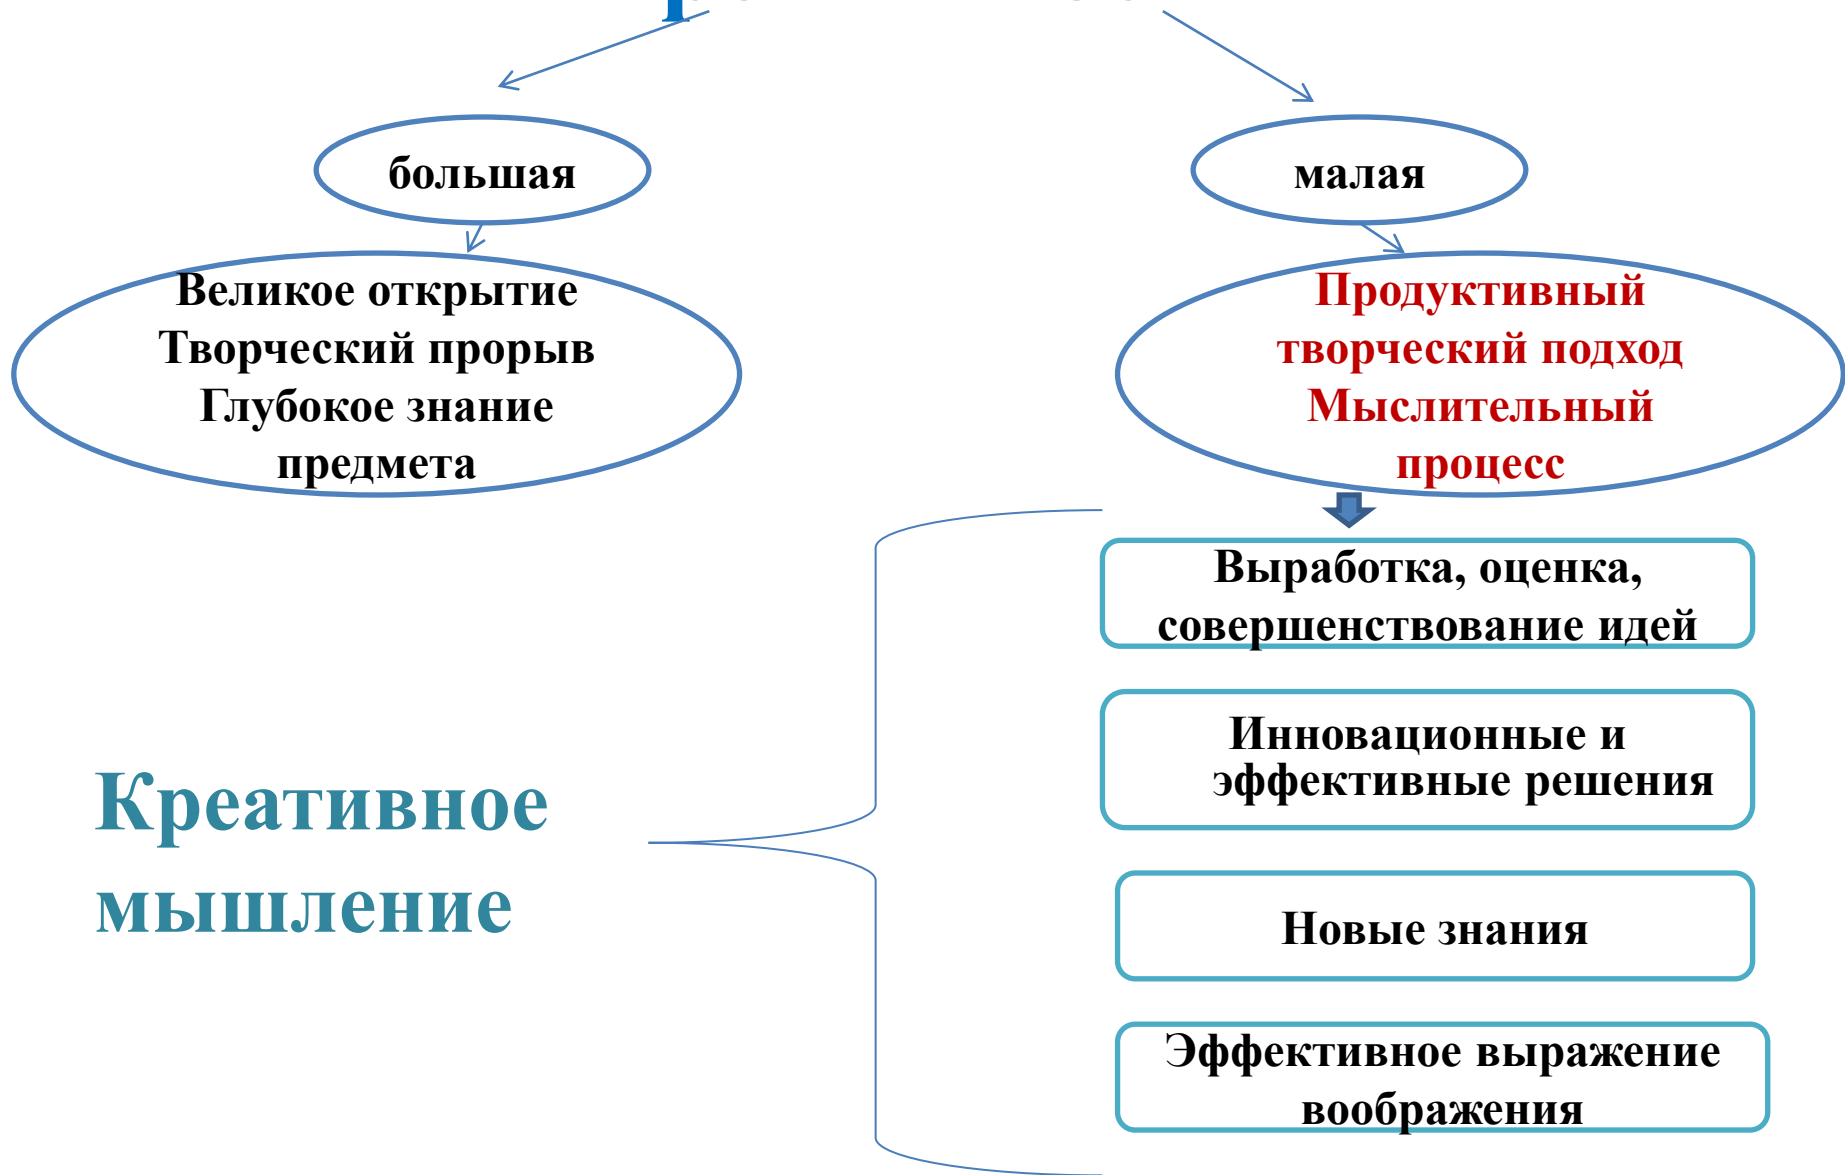 большая
малая
Великое открытие
Творческий прорыв
Глубокое знание
предмета
Продуктивный
творческий подход
Мыслительный
процесс
Выработка, оценка,
совершенствование идей
Инновационные и
эффективные решения
Креативное
мышление
Новые знания
Эффективное выражение
воображения